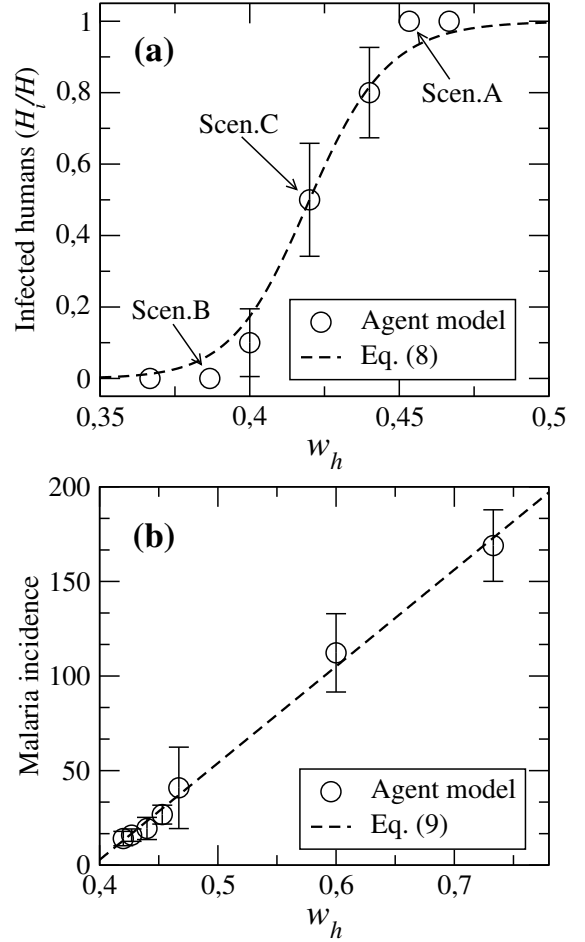 (a)
Infected humans (H_i/H)
1
0,8
0,6
0,4
0,2
0
Scen.A
Scen.C
Scen.B
Agent model
Eq. (8)
0,35
0,4
0,45
0,5
w_h
(b)
Malaria incidence
200
150
100
50
0
Agent model
Eq. (9)
0,4
0,5
0,6
0,7
w_h